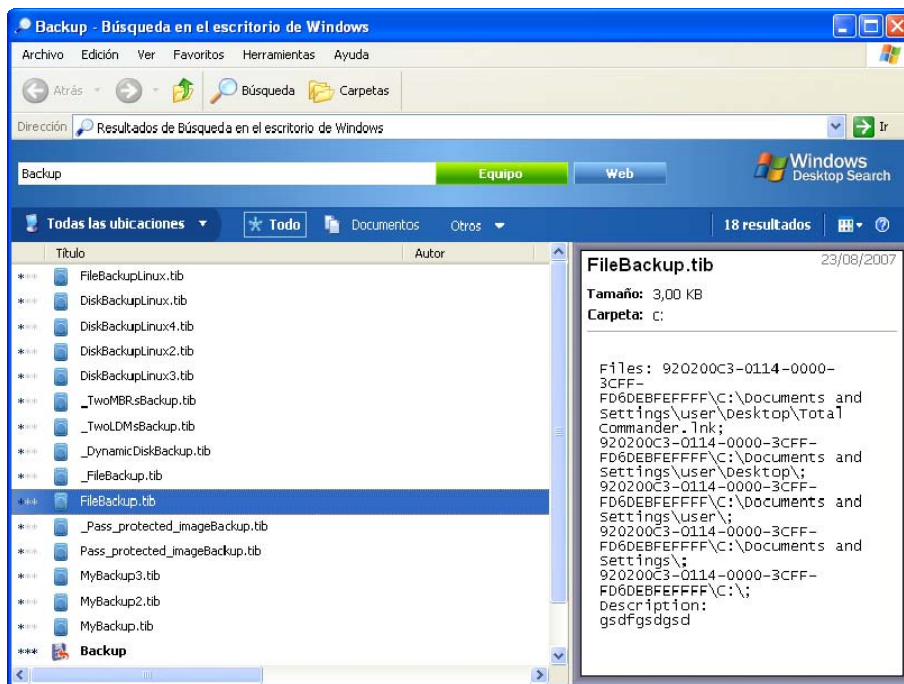 Backup - Búsqueda en el escritorio de Windows
Archivo Edición Ver Favoritos Herramientas Ayuda
Atrás Búsqueda Carpetas
Dirección Resultados de Búsqueda en el escritorio de Windows Ir
Backup Equipo Web Windows Desktop Search
Todas las ubicaciones Todo Documentos Otros 18 resultados
Título Autor
FileBackupLinux.tib
DiskBackupLinux.tib
DiskBackupLinux4.tib
DiskBackupLinux2.tib
DiskBackupLinux3.tib
_TwoMBRsBackup.tib
_TwoLDMsBackup.tib
_DynamicDiskBackup.tib
_FileBackup.tib
FileBackup.tib
_Pass_protected_imageBackup.tib
Pass_protected_imageBackup.tib
MyBackup3.tib
MyBackup2.tib
MyBackup.tib
Backup
FileBackup.tib 23/08/2007
Tamaño: 3,00 KB
Carpeta: C:
Files: 920200C3-0114-0000-
3CFF-
FD6DEBFEFFFF\C:\Documents and
Settings\user\Desktop\Total
Commander.lnk;
920200C3-0114-0000-3CFF-
FD6DEBFEFFFF\C:\Documents and
Settings\user\Desktop\;
920200C3-0114-0000-3CFF-
FD6DEBFEFFFF\C:\Documents and
Settings\user\;
920200C3-0114-0000-3CFF-
FD6DEBFEFFFF\C:\Documents and
Settings\;
920200C3-0114-0000-3CFF-
FD6DEBFEFFFF\C:\;
Description:
gsdfgsdgsd